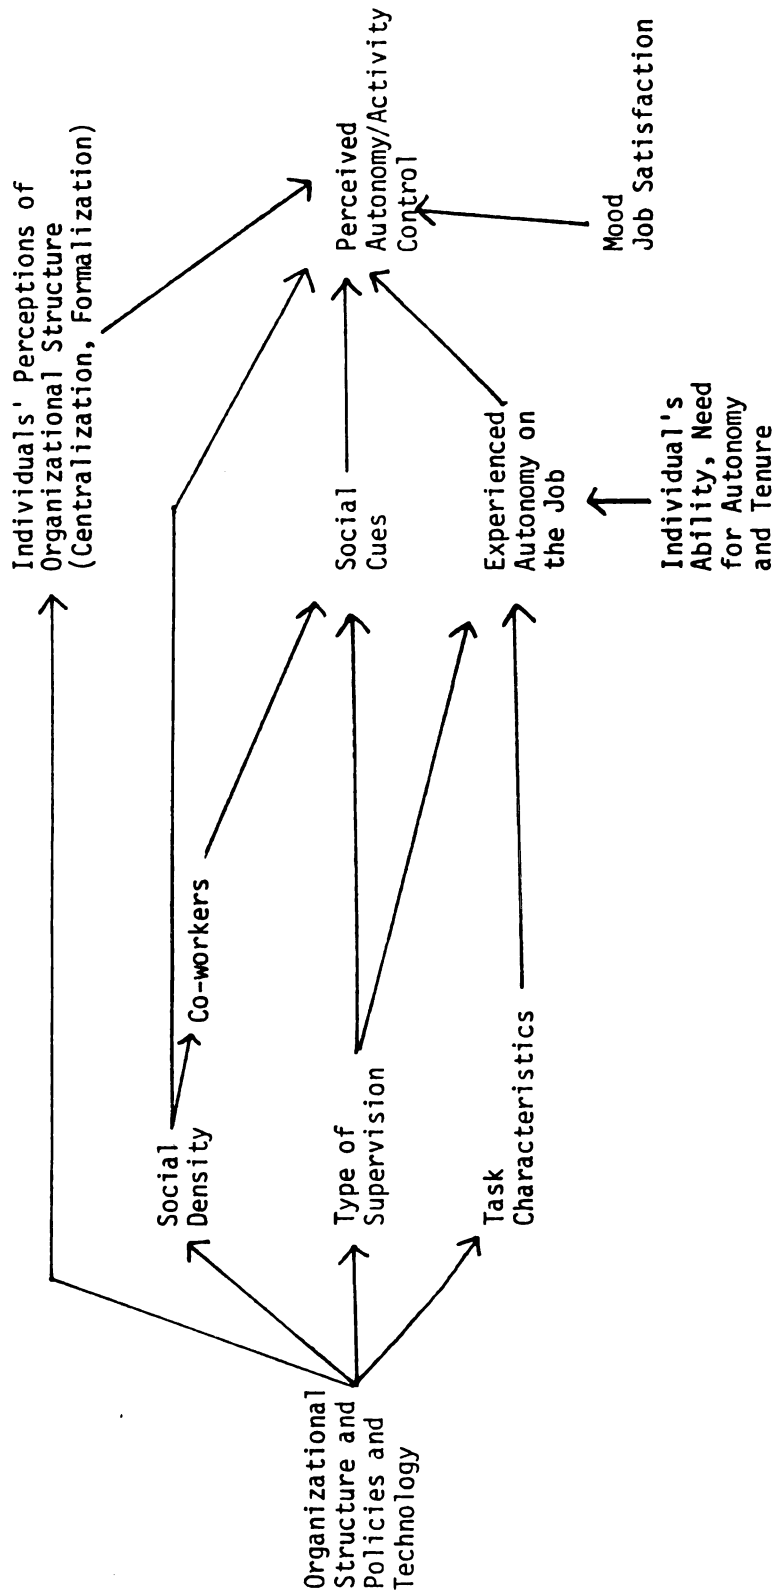 Individuals' Perceptions of
Organizational Structure
(Centralization, Formalization)
Social
Density
Co-workers
Organizational
Structure and
Policies and
Technology
Type of
Supervision
Social
Cues
Perceived
Autonomy/Activity
Control
Task
Characteristics
Experienced
Autonomy on
the Job
Mood
Job Satisfaction
Individual's
Ability, Need
for Autonomy
and Tenure